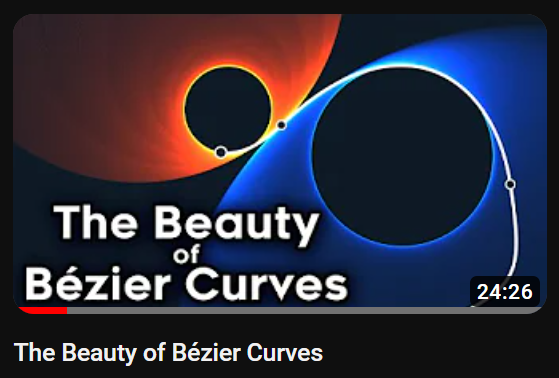 The Beauty
of
Bézier Curves
24:26
The Beauty of Bézier Curves